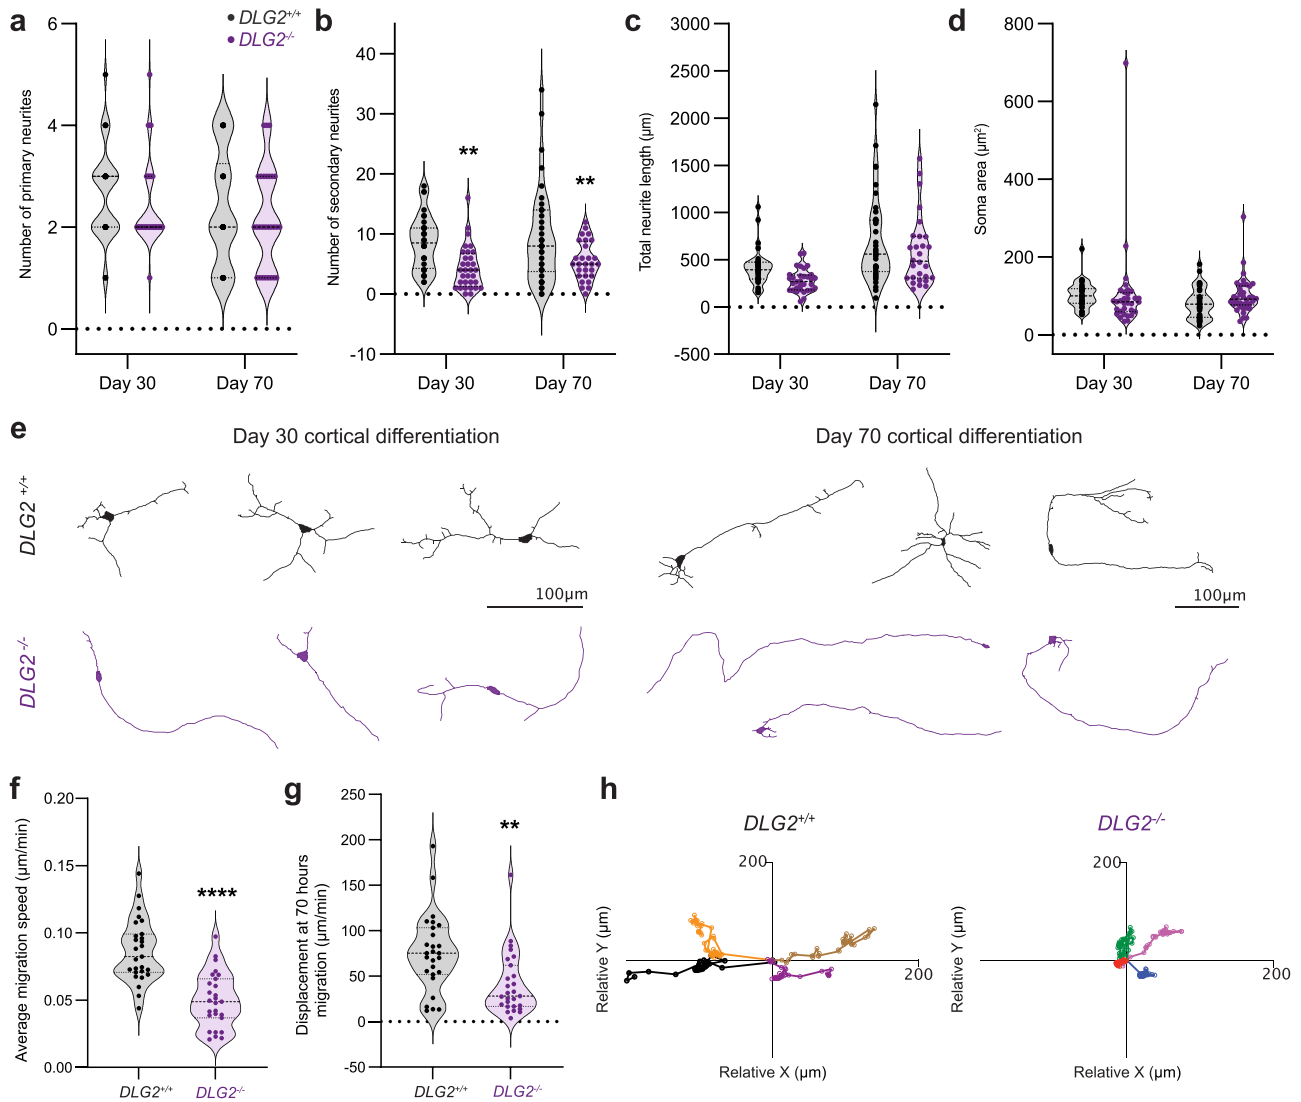 a
DLG2+/+
DLG2-/-
Number of primary neurites
6
4
2
0
Day 30
Day 70
b
Number of secondary neurites
40
30
20
10
0
-10
**
**
Day 30
Day 70
c
Total neurite length (µm)
3000
2500
2000
1500
1000
500
0
-500
Day 30
Day 70
d
Soma area (µm²)
800
600
400
200
0
Day 30
Day 70
e
Day 30 cortical differentiation
Day 70 cortical differentiation
DLG2 +/+
100µm
100µm
DLG2 -/-
f
Average migration speed (µm/min)
0.20
0.15
0.10
0.05
0.00
****
DLG2+/+
DLG2-/-
g
Displacement at 70 hours
migration (µm/min)
250
200
150
100
50
0
-50
**
DLG2+/+
DLG2-/-
h
DLG2+/+
200
Relative Y (µm)
200
Relative X (µm)
DLG2-/-
200
Relative Y (µm)
200
Relative X (µm)